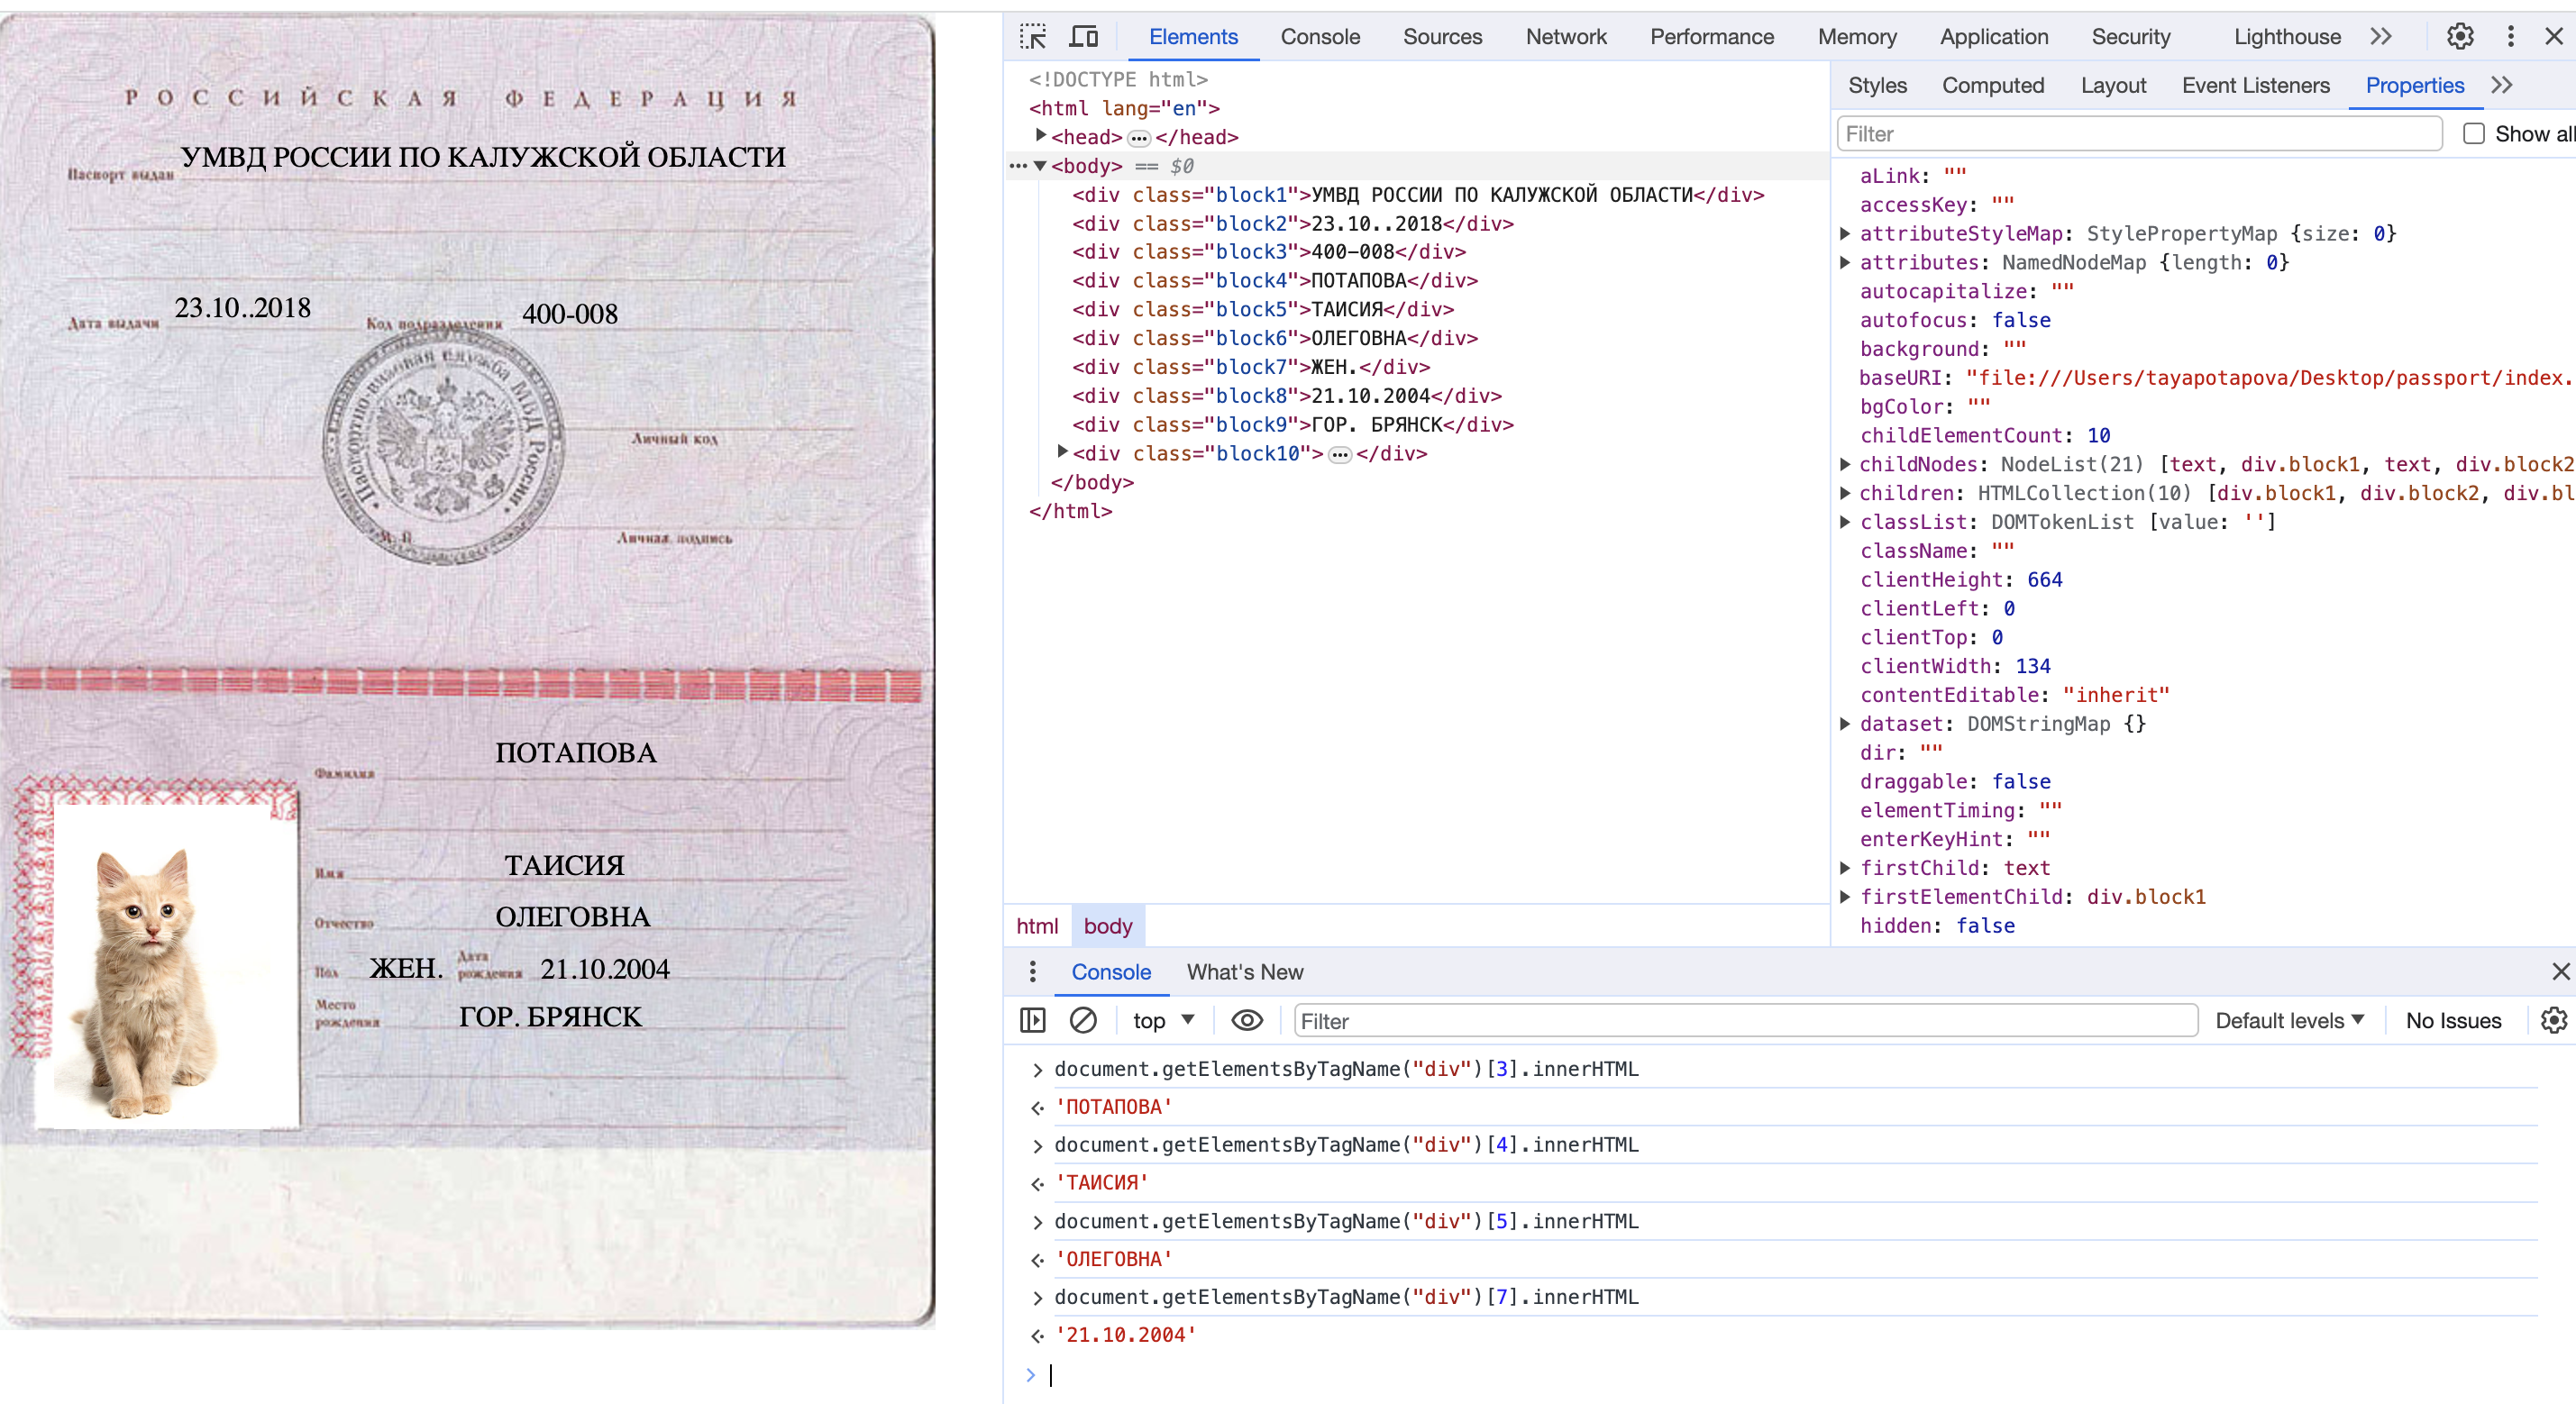 РОССИЙСКАЯ ФЕДЕРАЦИЯ
УМВД РОССИИ ПО КАЛУЖСКОЙ ОБЛАСТИ
Паспорт выдан
23.10..2018
400-008
Дата выдачи
Код подразделения
Паспортно-визовая служба МВД России
Личный код
М. П.
Личная подпись
ПОТАПОВА
Фамилия
ТАИСИЯ
Имя
ОЛЕГОВНА
Отчество
Пол ЖЕН. Дата рождения 21.10.2004
Место рождения ГОР. БРЯНСК
Elements Console Sources Network Performance Memory Application Security Lighthouse
<!DOCTYPE html>
<html lang="en">
<head> … </head>
<body> == $0
<div class="block1">УМВД РОССИИ ПО КАЛУЖСКОЙ ОБЛАСТИ</div>
<div class="block2">23.10..2018</div>
<div class="block3">400-008</div>
<div class="block4">ПОТАПОВА</div>
<div class="block5">ТАИСИЯ</div>
<div class="block6">ОЛЕГОВНА</div>
<div class="block7">ЖЕН.</div>
<div class="block8">21.10.2004</div>
<div class="block9">ГОР. БРЯНСК</div>
<div class="block10"> … </div>
</body>
</html>
html body
Styles Computed Layout Event Listeners Properties
Filter Show all
aLink: ""
accessKey: ""
attributeStyleMap: StylePropertyMap {size: 0}
attributes: NamedNodeMap {length: 0}
autocapitalize: ""
autofocus: false
background: ""
baseURI: "file:///Users/tayapotapova/Desktop/passport/index.
bgColor: ""
childElementCount: 10
childNodes: NodeList(21) [text, div.block1, text, div.block2
children: HTMLCollection(10) [div.block1, div.block2, div.bl
classList: DOMTokenList [value: '']
className: ""
clientHeight: 664
clientLeft: 0
clientTop: 0
clientWidth: 134
contentEditable: "inherit"
dataset: DOMStringMap {}
dir: ""
draggable: false
elementTiming: ""
enterKeyHint: ""
firstChild: text
firstElementChild: div.block1
hidden: false
Console What's New
top Filter Default levels No Issues
> document.getElementsByTagName("div")[3].innerHTML
'ПОТАПОВА'
> document.getElementsByTagName("div")[4].innerHTML
'ТАИСИЯ'
> document.getElementsByTagName("div")[5].innerHTML
'ОЛЕГОВНА'
> document.getElementsByTagName("div")[7].innerHTML
'21.10.2004'
>